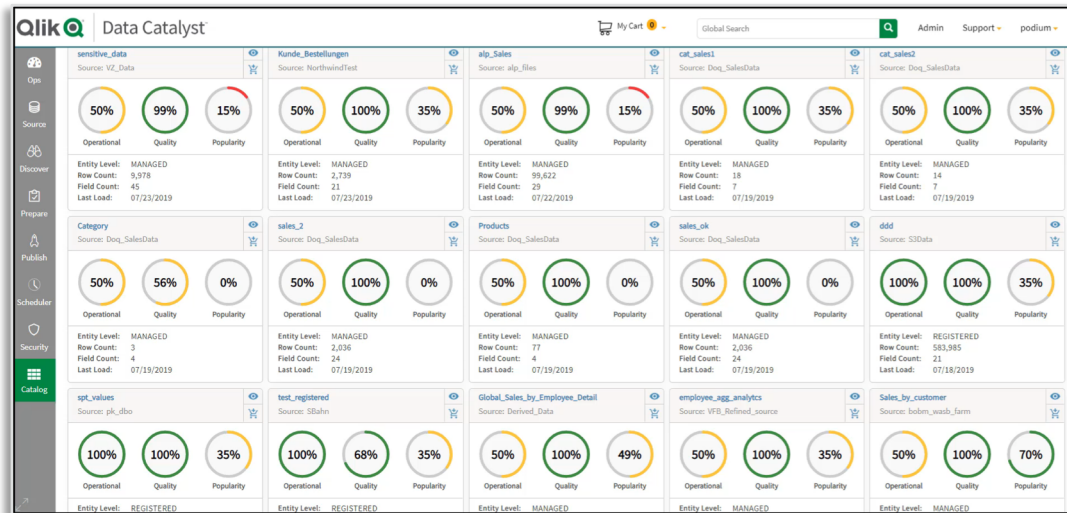 Qlik Q Data Catalyst
My Cart 0
Global Search
Admin Support podium
Ops
Source
Discover
Prepare
Publish
Scheduler
Security
Catalog
sensitive_data
Source: VZ_Data
50% 99% 15%
Operational Quality Popularity
Entity Level: MANAGED
Row Count: 9,978
Field Count: 45
Last Load: 07/23/2019
Kunde_Bestellungen
Source: NorthwindTest
50% 100% 35%
Operational Quality Popularity
Entity Level: MANAGED
Row Count: 2,739
Field Count: 21
Last Load: 07/23/2019
alp_Sales
Source: alp_files
50% 99% 15%
Operational Quality Popularity
Entity Level: MANAGED
Row Count: 99,622
Field Count: 29
Last Load: 07/22/2019
cat_sales1
Source: Doq_SalesData
50% 100% 35%
Operational Quality Popularity
Entity Level: MANAGED
Row Count: 18
Field Count: 7
Last Load: 07/19/2019
cat_sales2
Source: Doq_SalesData
50% 100% 35%
Operational Quality Popularity
Entity Level: MANAGED
Row Count: 14
Field Count: 7
Last Load: 07/19/2019
Category
Source: Doq_SalesData
50% 56% 0%
Operational Quality Popularity
Entity Level: MANAGED
Row Count: 3
Field Count: 4
Last Load: 07/19/2019
sales_2
Source: Doq_SalesData
50% 100% 0%
Operational Quality Popularity
Entity Level: MANAGED
Row Count: 2,036
Field Count: 24
Last Load: 07/19/2019
Products
Source: Doq_SalesData
50% 100% 0%
Operational Quality Popularity
Entity Level: MANAGED
Row Count: 77
Field Count: 4
Last Load: 07/19/2019
sales_ok
Source: Doq_SalesData
50% 100% 0%
Operational Quality Popularity
Entity Level: MANAGED
Row Count: 2,036
Field Count: 24
Last Load: 07/19/2019
ddd
Source: S3Data
100% 100% 35%
Operational Quality Popularity
Entity Level: REGISTERED
Row Count: 583,985
Field Count: 21
Last Load: 07/18/2019
spt_values
Source: pk_dbo
100% 100% 35%
Operational Quality Popularity
Entity Level: REGISTERED
test_registered
Source: SBahn
100% 68% 35%
Operational Quality Popularity
Entity Level: REGISTERED
Global_Sales_by_Employee_Detail
Source: Derived_Data
50% 100% 49%
Operational Quality Popularity
Entity Level: MANAGED
employee_agg_analytcs
Source: VFB_Refined_source
50% 100% 35%
Operational Quality Popularity
Entity Level: MANAGED
Sales_by_customer
Source: bobm_wasb_farm
50% 100% 70%
Operational Quality Popularity
Entity Level: MANAGED